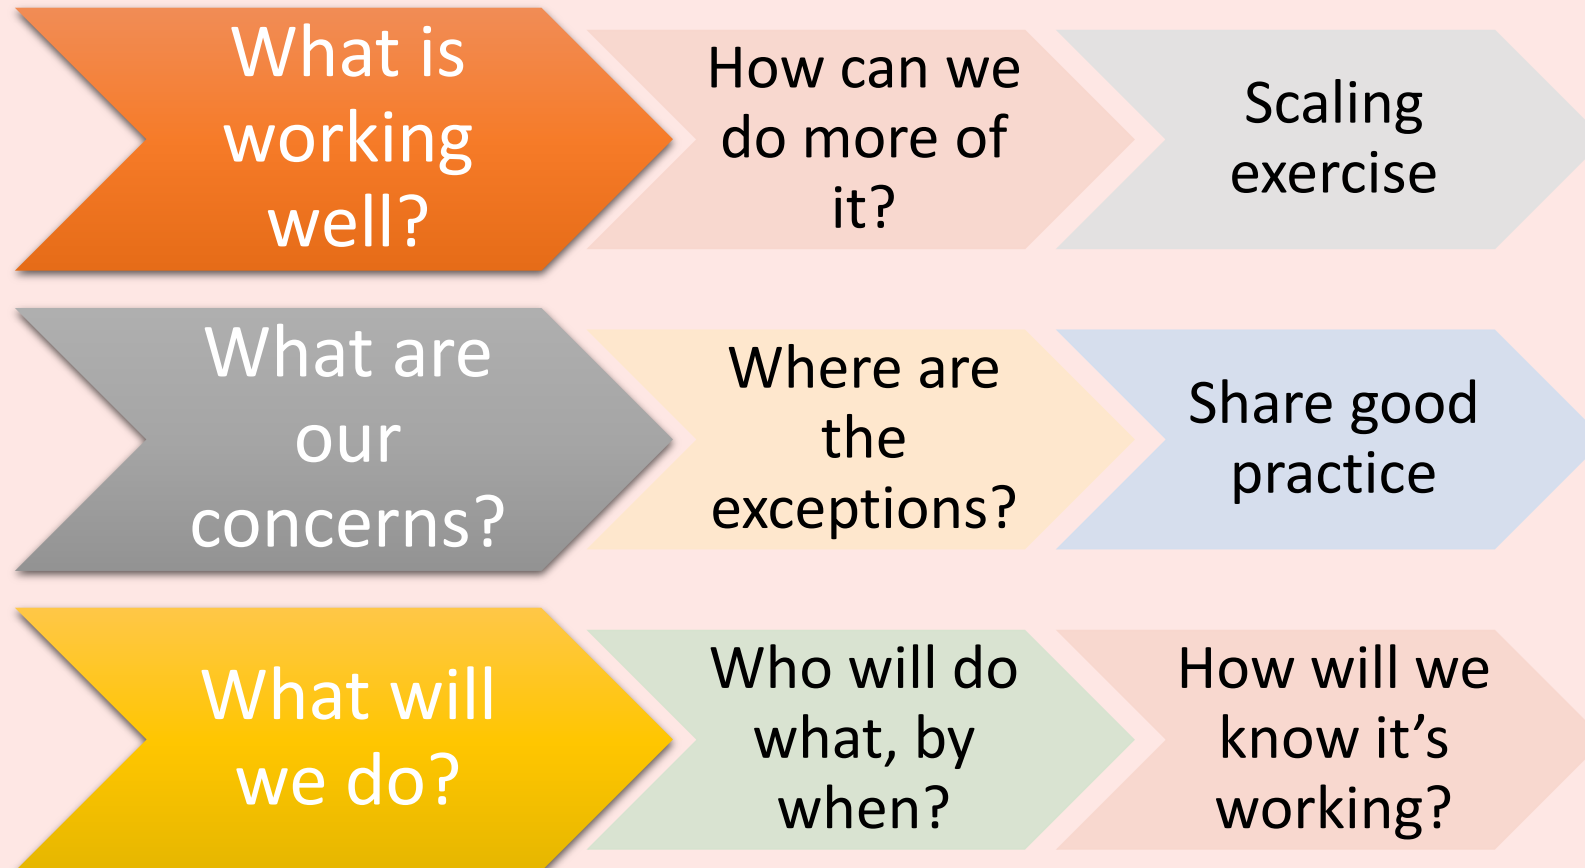 What is
working
well?
How can we
do more of
it?
Scaling
exercise
What are
our
concerns?
Where are
the
exceptions?
Share good
practice
What will
we do?
Who will do
what, by
when?
How will we
know it’s
working?